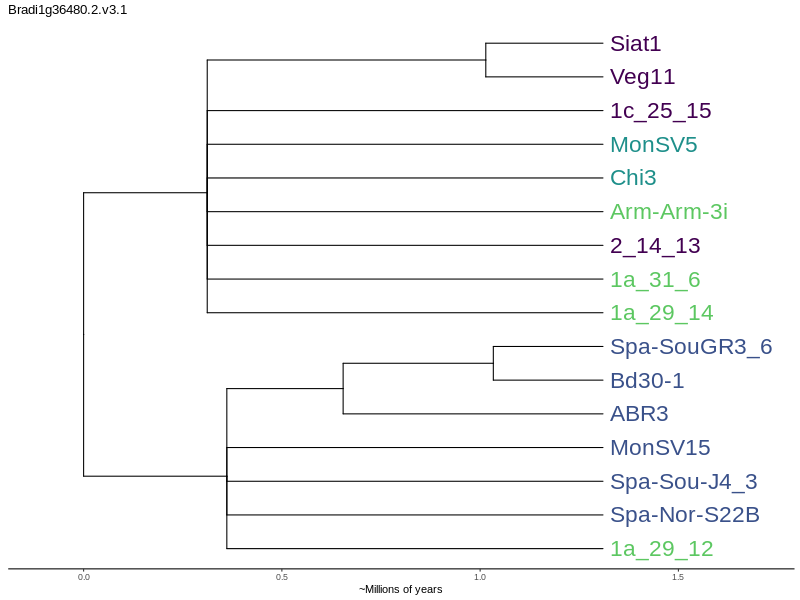 Bradi1g36480.2.v3.1
Siat1
Veg11
1c_25_15
MonSV5
Chi3
Arm-Arm-3i
2_14_13
1a_31_6
1a_29_14
Spa-SouGR3_6
Bd30-1
ABR3
MonSV15
Spa-Sou-J4_3
Spa-Nor-S22B
1a_29_12
0.0 0.5 1.0 1.5
~Millions of years